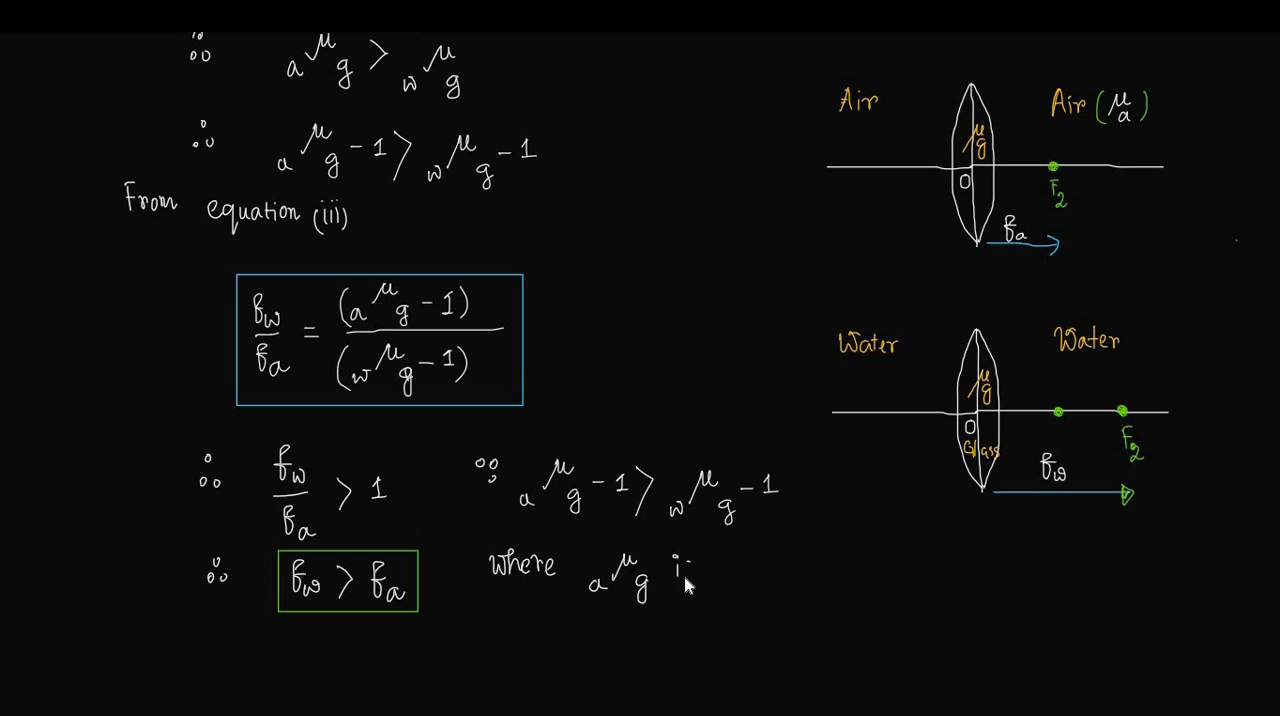 ∴ aμg > wμg
∴ aμg - 1 > wμg - 1
From equation (iii)
fw/fa = (aμg - 1)/(wμg - 1)
∴ fw/fa > 1 ∵ aμg - 1 > wμg - 1
∴ fw > fa where aμg i
Air Air (μa)
μg
O F2
fa
Water Water
μg
O Glass F2
fw